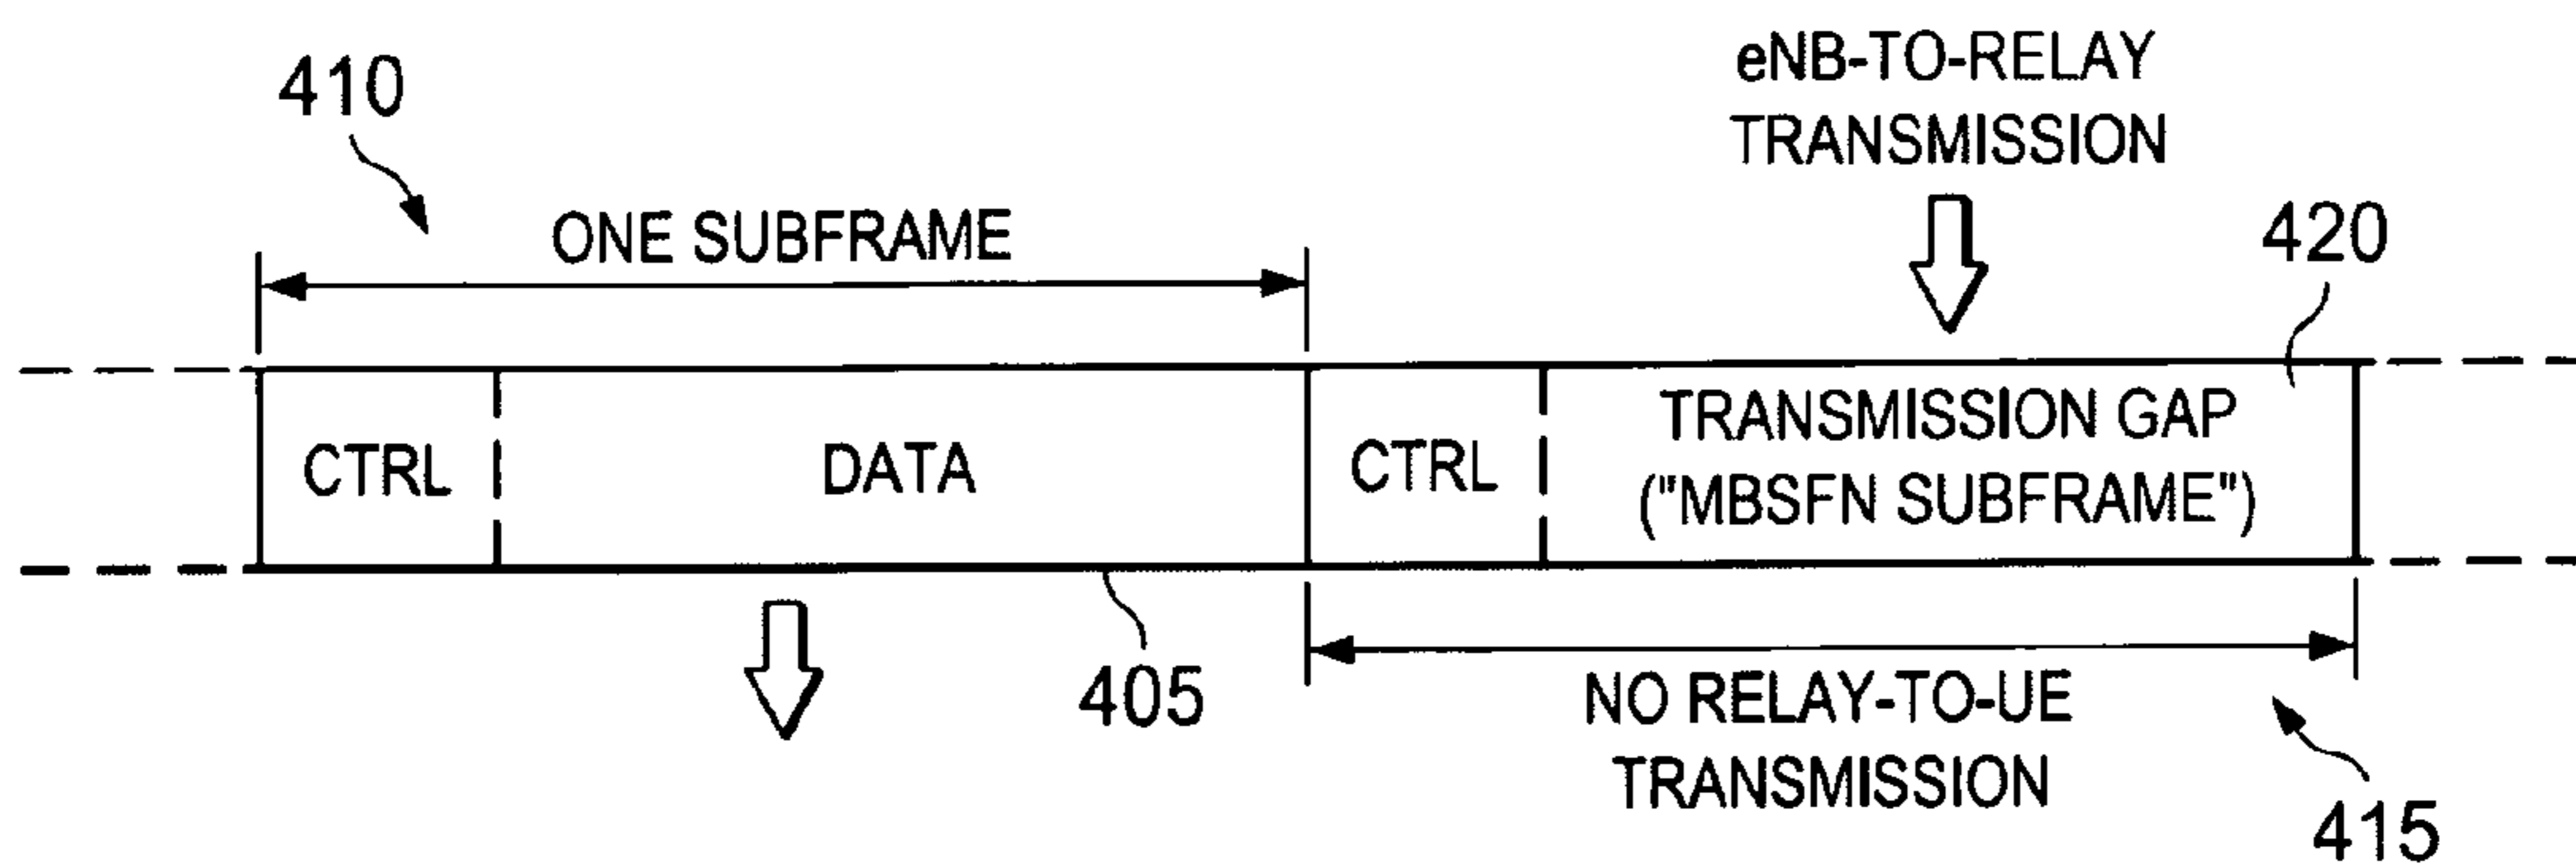 410
eNB-TO-RELAY
TRANSMISSION
ONE SUBFRAME
420
CTRL
DATA
CTRL
TRANSMISSION GAP
("MBSFN SUBFRAME")
405
NO RELAY-TO-UE
TRANSMISSION
415